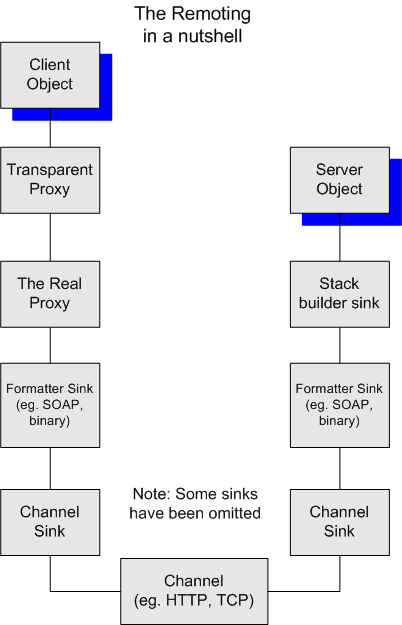 The Remoting
in a nutshell
Client
Object
Transparent
Proxy
Server
Object
The Real
Proxy
Stack
builder sink
Formatter Sink
(eg. SOAP,
binary)
Formatter Sink
(eg. SOAP,
binary)
Channel
Sink
Note: Some sinks
have been omitted
Channel
Sink
Channel
(eg. HTTP, TCP)